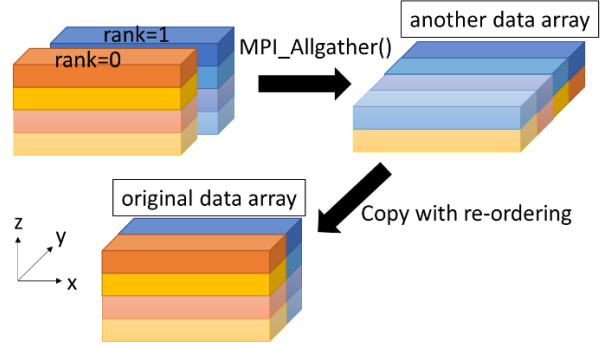 another data array
rank=1
MPI_Allgather()
rank=0
original data array
Copy with re-ordering
z
y
x